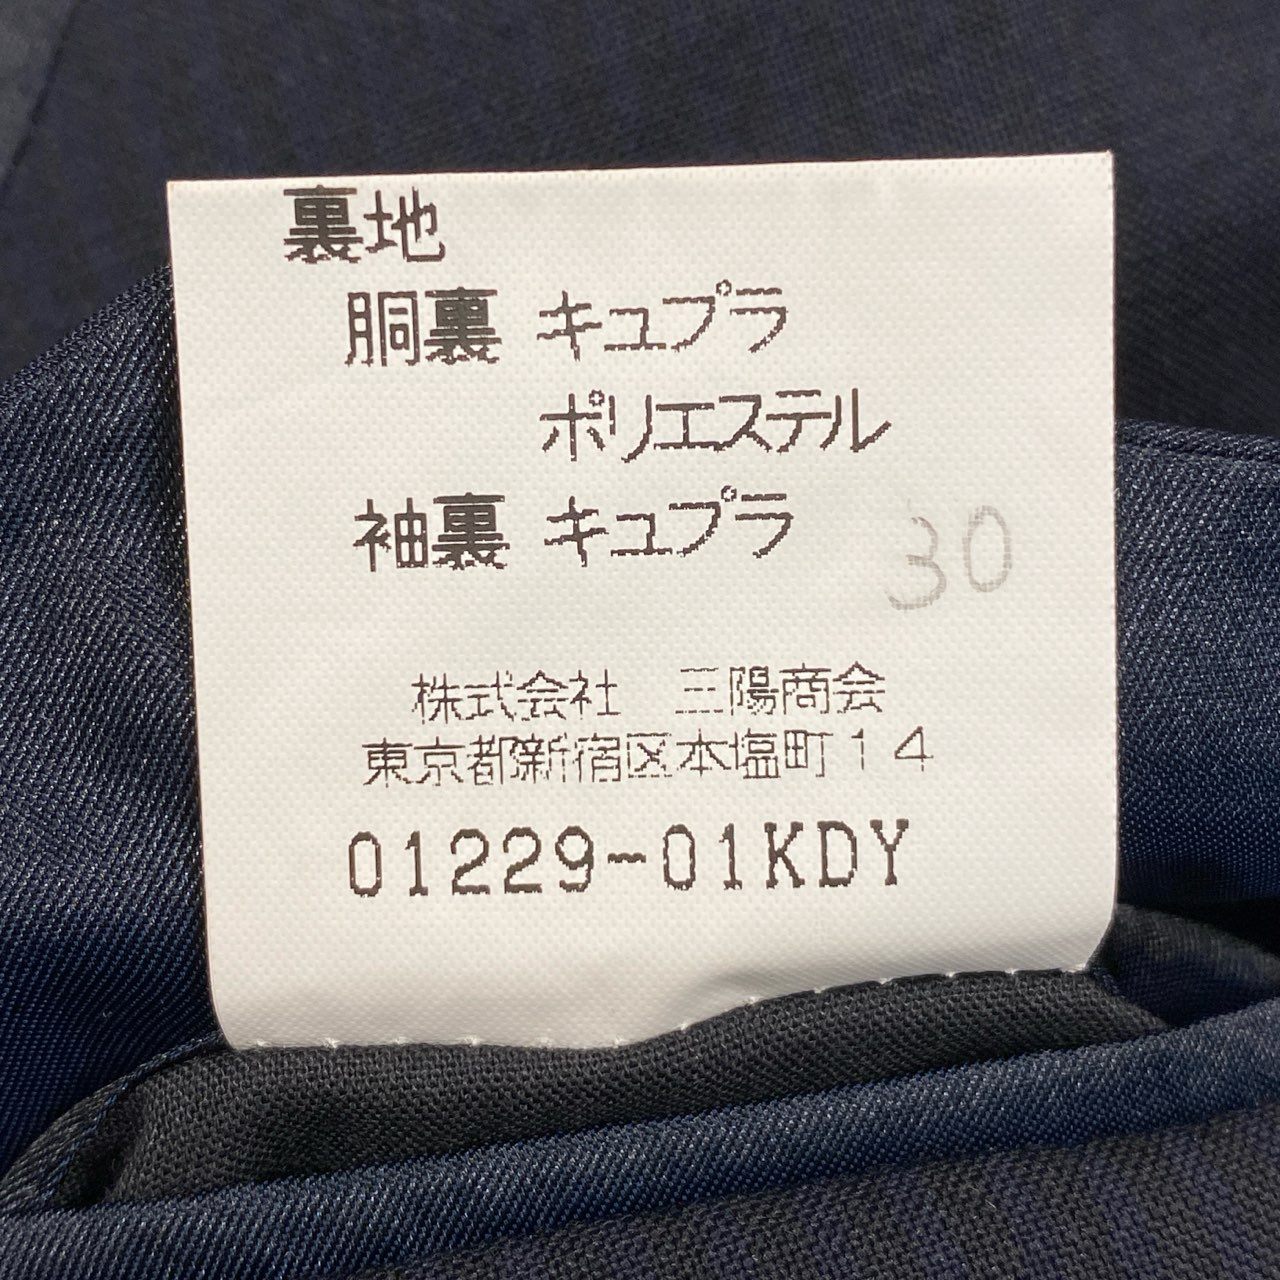 裏地
胴裏 キュプラ
ポリエステル
袖裏 キュプラ
30
株式会社　三陽商会
東京都新宿区本塩町１４
01229-01KDY